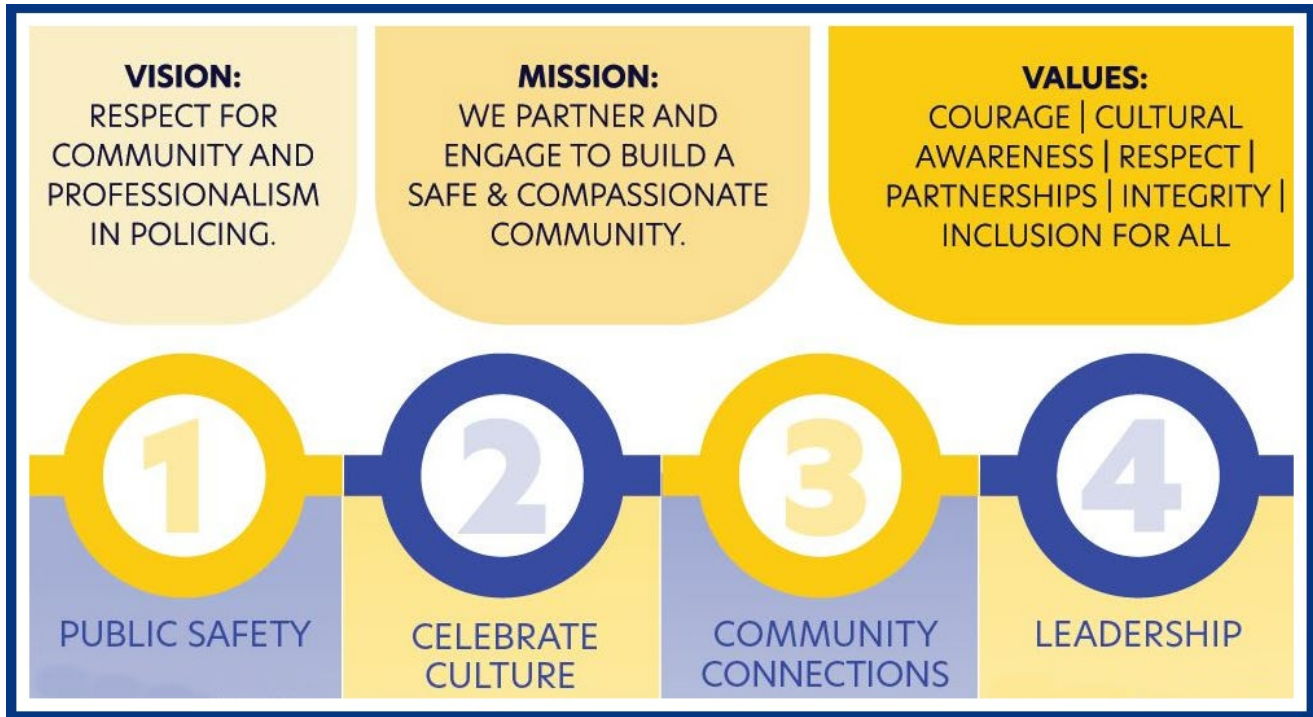 VISION:
RESPECT FOR
COMMUNITY AND
PROFESSIONALISM
IN POLICING.
MISSION:
WE PARTNER AND
ENGAGE TO BUILD A
SAFE & COMPASSIONATE
COMMUNITY.
VALUES:
COURAGE | CULTURAL
AWARENESS | RESPECT |
PARTNERSHIPS | INTEGRITY |
INCLUSION FOR ALL
1
PUBLIC SAFETY
2
CELEBRATE
CULTURE
3
COMMUNITY
CONNECTIONS
4
LEADERSHIP